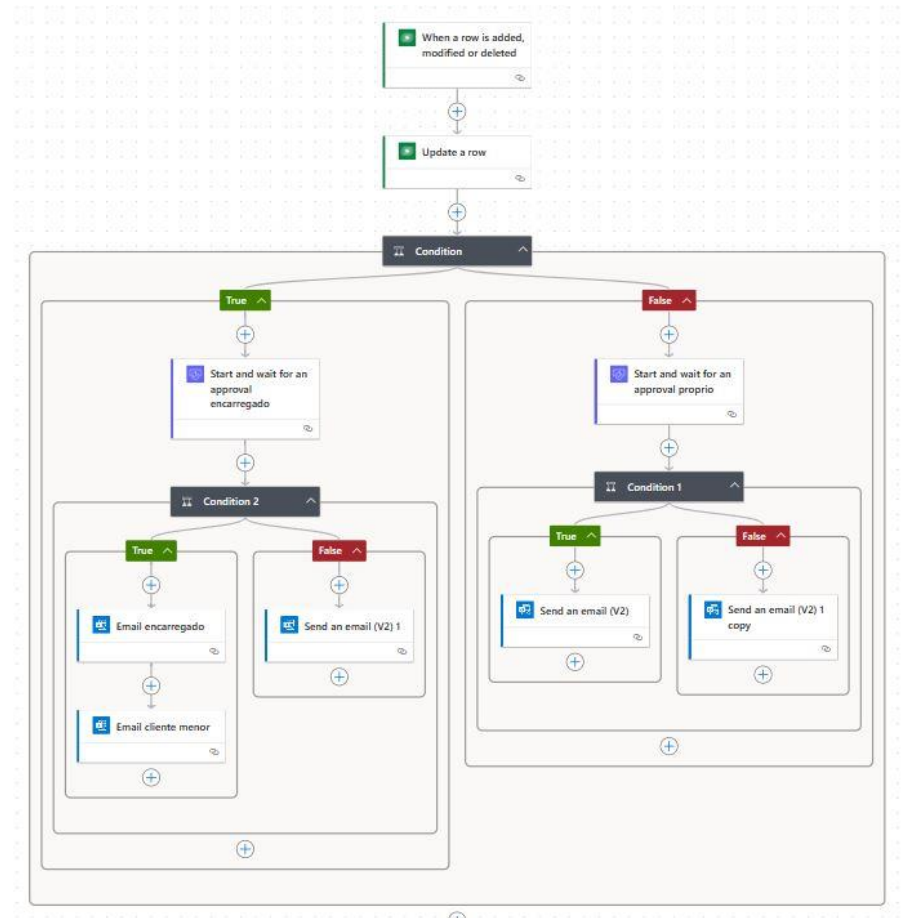 When a row is added,
modified or deleted
Update a row
Condition
True
False
Start and wait for an
approval
encarregado
Start and wait for an
approval proprio
Condition 2
Condition 1
True
False
True
False
Email encarregado
Send an email (V2) 1
Send an email (V2)
Send an email (V2) 1
copy
Email cliente menor